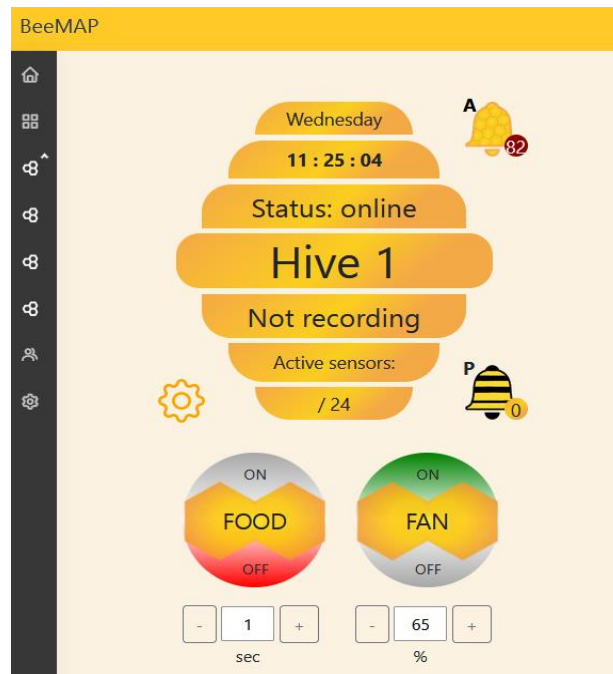 BeeMAP
Wednesday
A
82
11 : 25 : 04
Status: online
Hive 1
Not recording
Active sensors:
/ 24
P
0
ON
FOOD
OFF
ON
FAN
OFF
- 1 +
sec
- 65 +
%